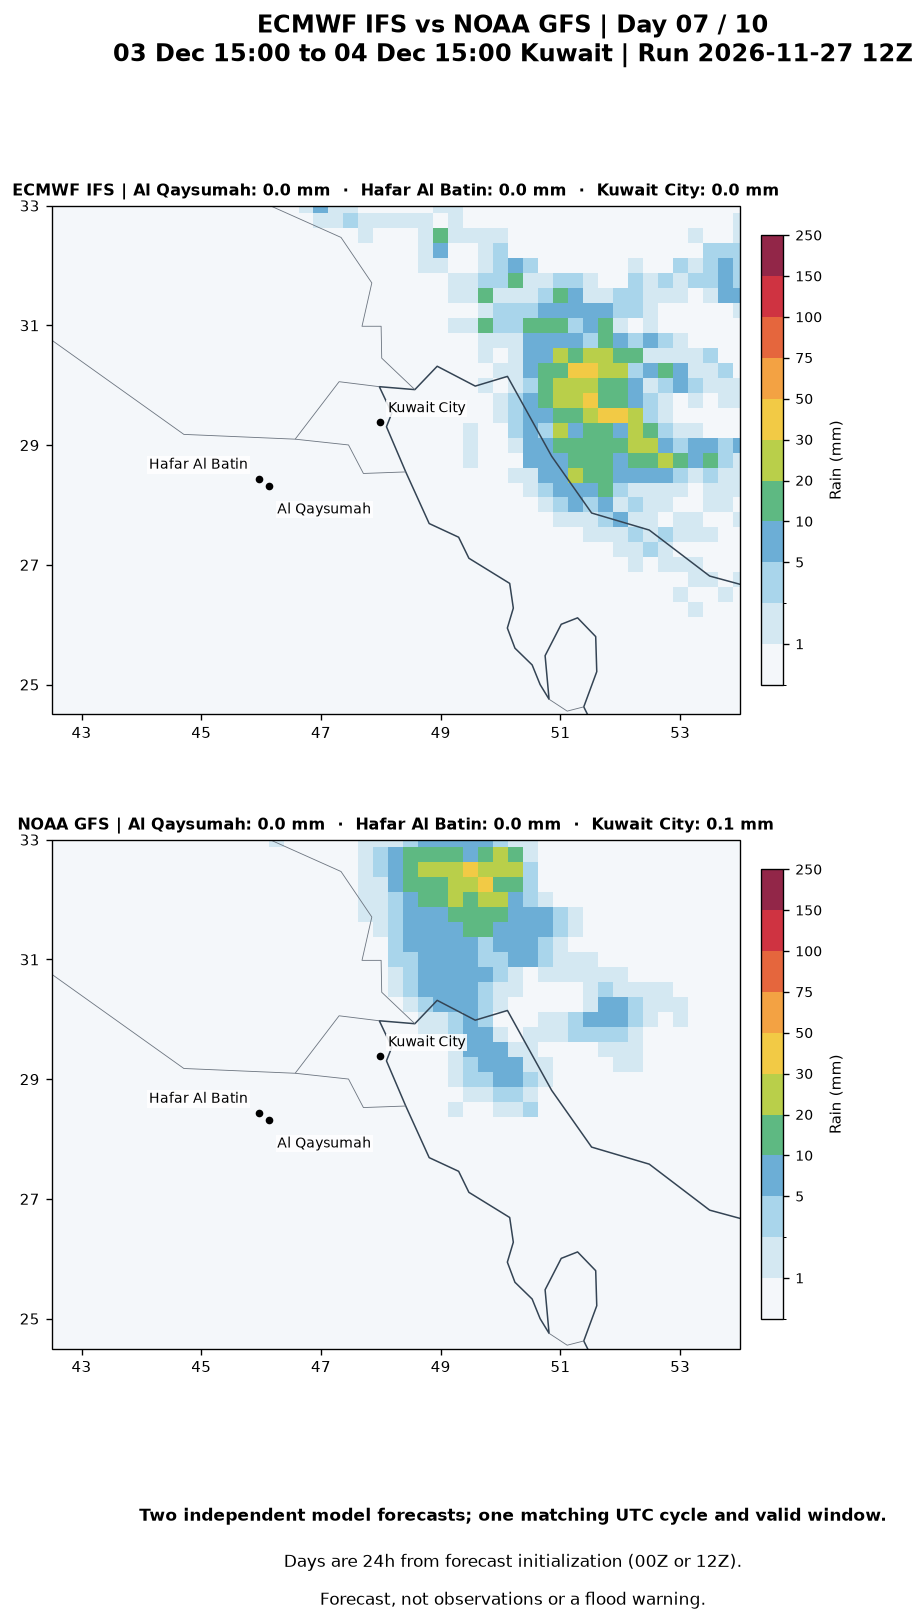 ECMWF IFS vs NOAA GFS | Day 07 / 10
03 Dec 15:00 to 04 Dec 15:00 Kuwait | Run 2026-11-27 12Z
ECMWF IFS | Al Qaysumah: 0.0 mm · Hafar Al Batin: 0.0 mm · Kuwait City: 0.0 mm
33
31
29
27
25
43
45
47
49
51
53
Kuwait City
Hafar Al Batin
Al Qaysumah
250
150
100
75
50
30
20
10
5
1
Rain (mm)
NOAA GFS | Al Qaysumah: 0.0 mm · Hafar Al Batin: 0.0 mm · Kuwait City: 0.1 mm
33
31
29
27
25
43
45
47
49
51
53
Kuwait City
Hafar Al Batin
Al Qaysumah
250
150
100
75
50
30
20
10
5
1
Rain (mm)
Two independent model forecasts; one matching UTC cycle and valid window.
Days are 24h from forecast initialization (00Z or 12Z).
Forecast, not observations or a flood warning.